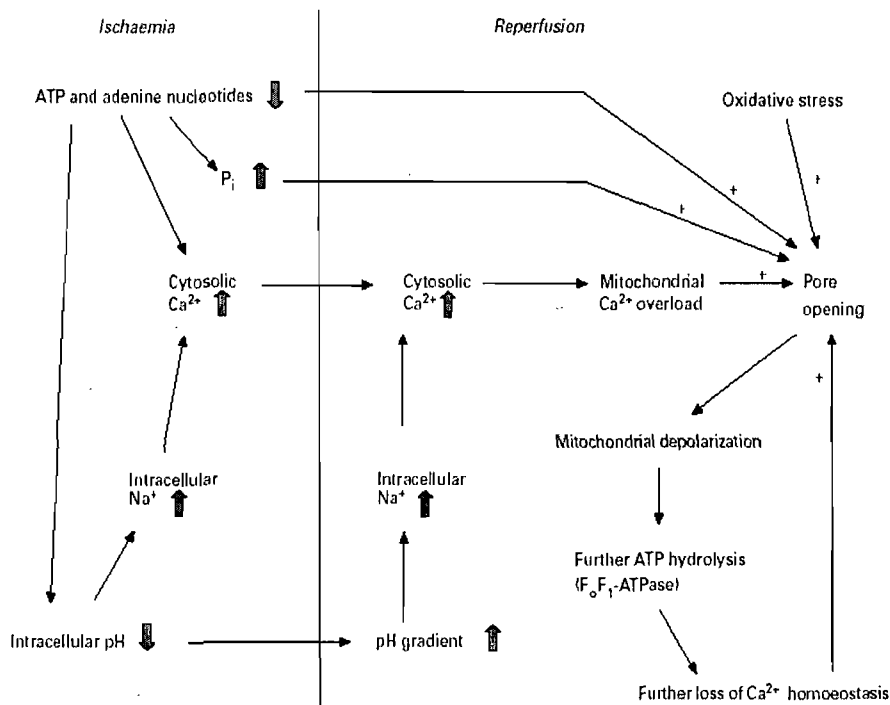 Ischaemia
Reperfusion
ATP and adenine nucleotides
Oxidative stress
Pi
+
+
+
Cytosolic
Ca²⁺
Cytosolic
Ca²⁺
Mitochondrial
Ca²⁺ overload
+
Pore
opening
+
Mitochondrial depolarization
Intracellular
Na⁺
Intracellular
Na⁺
Further ATP hydrolysis
(FoF1-ATPase)
Intracellular pH
pH gradient
Further loss of Ca²⁺ homoeostasis